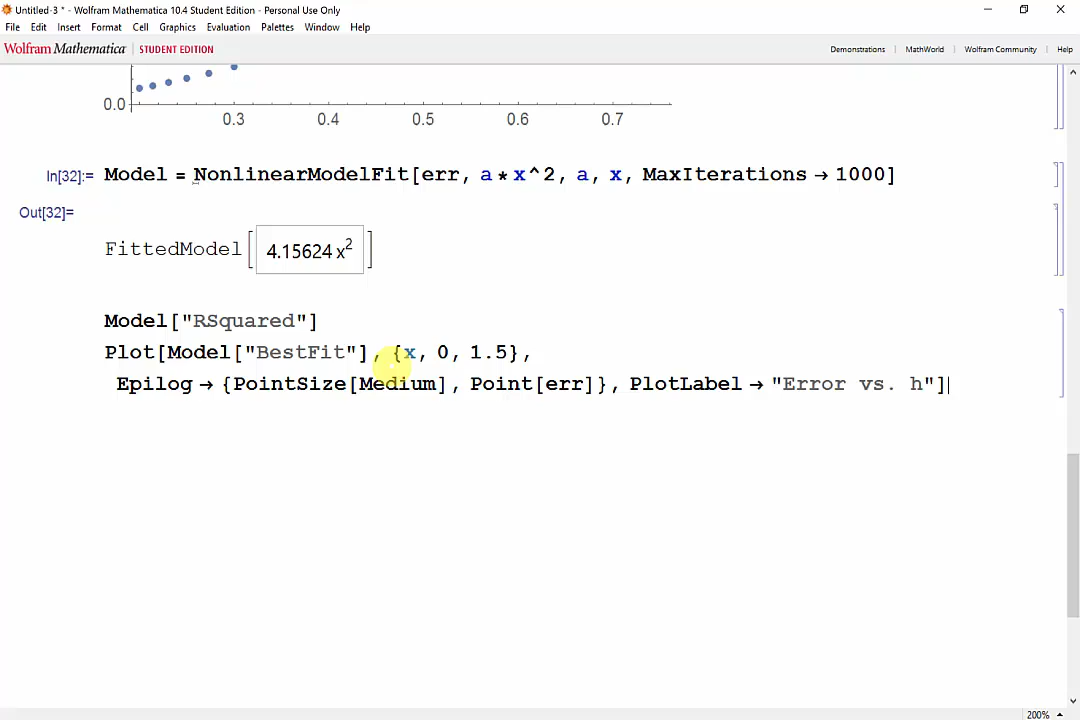 Untitled-3 * - Wolfram Mathematica 10.4 Student Edition - Personal Use Only
File Edit Insert Format Cell Graphics Evaluation Palettes Window Help
Wolfram Mathematica | STUDENT EDITION Demonstrations | MathWorld | Wolfram Community | Help
0.0
0.3 0.4 0.5 0.6 0.7
In[32]:= Model = NonlinearModelFit[err, a * x^2, a, x, MaxIterations → 1000]
Out[32]=
FittedModel[ 4.15624 x² ]
Model["RSquared"]
Plot[Model["BestFit"], {x, 0, 1.5},
Epilog → {PointSize[Medium], Point[err]}, PlotLabel → "Error vs. h"]
200%